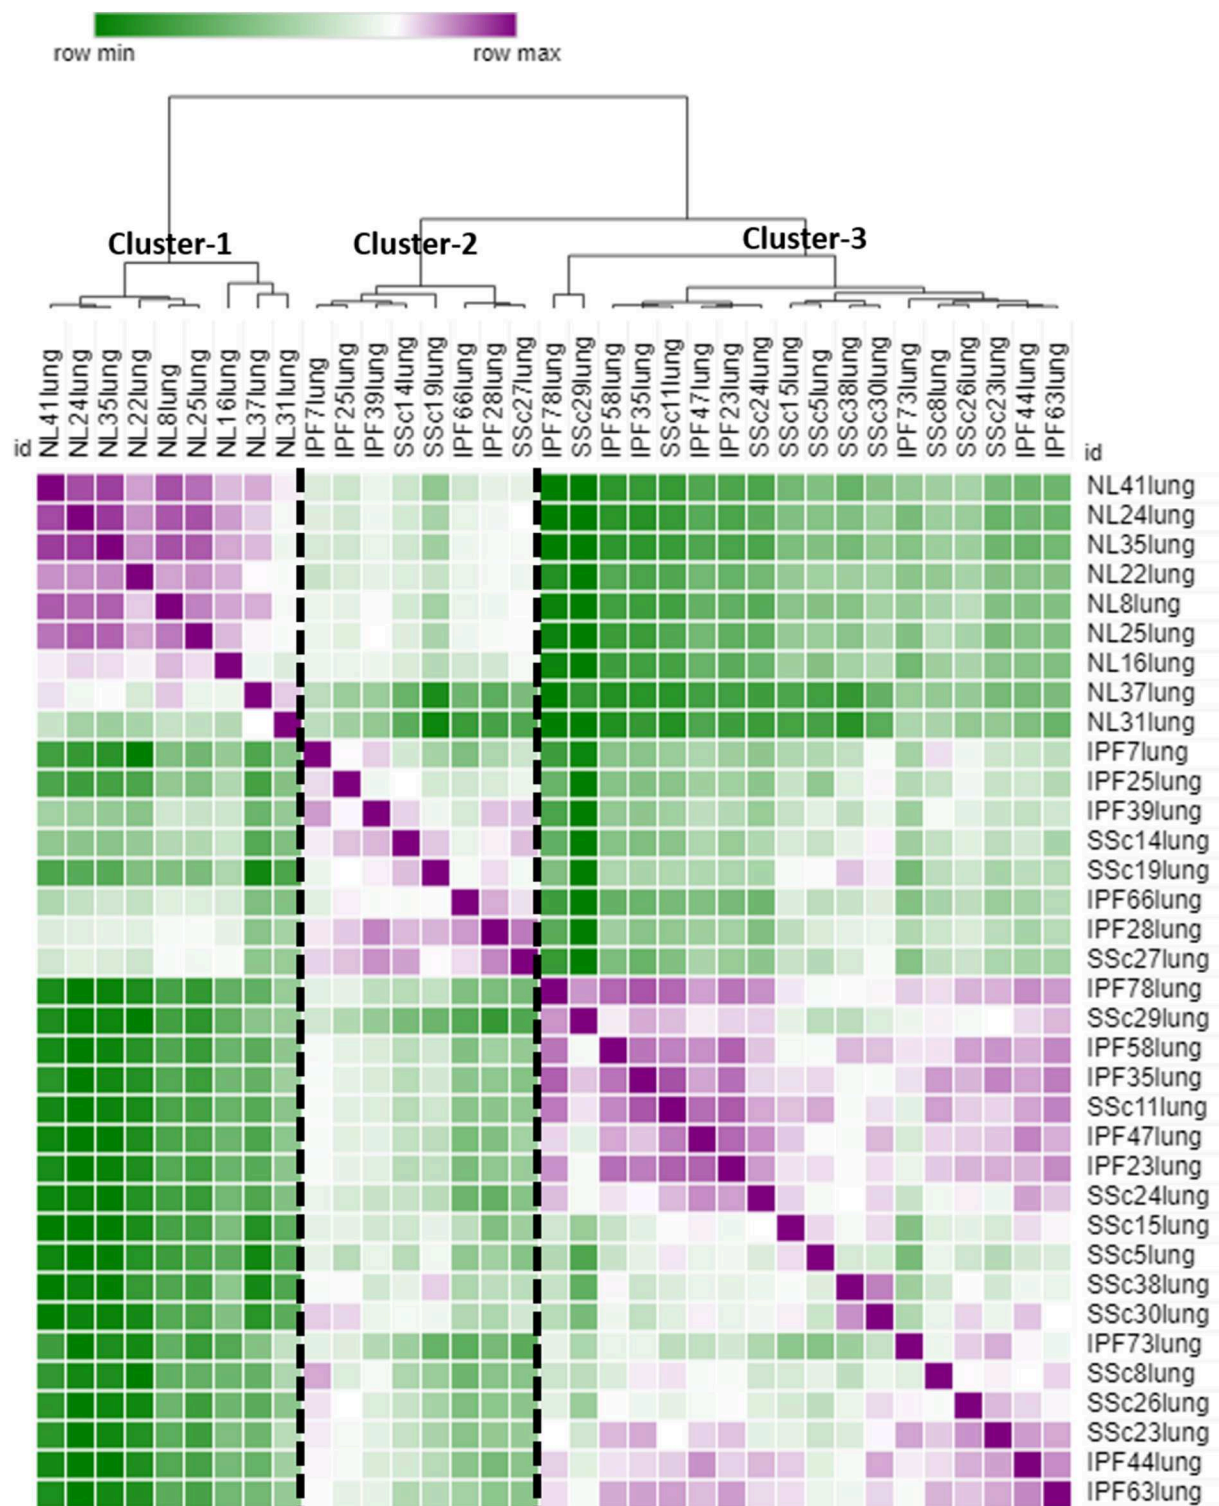 row min row max
Cluster-1 Cluster-2 Cluster-3
id NL41lung NL24lung NL35lung NL22lung NL8lung NL25lung NL16lung NL37lung NL31lung IPF7lung IPF25lung IPF39lung SSc14lung SSc19lung IPF66lung IPF28lung SSc27lung IPF78lung SSc29lung IPF58lung IPF35lung SSc11lung IPF47lung IPF23lung SSc24lung SSc15lung SSc5lung SSc38lung SSc30lung IPF73lung SSc8lung SSc26lung SSc23lung IPF44lung IPF63lung id
NL41lung
NL24lung
NL35lung
NL22lung
NL8lung
NL25lung
NL16lung
NL37lung
NL31lung
IPF7lung
IPF25lung
IPF39lung
SSc14lung
SSc19lung
IPF66lung
IPF28lung
SSc27lung
IPF78lung
SSc29lung
IPF58lung
IPF35lung
SSc11lung
IPF47lung
IPF23lung
SSc24lung
SSc15lung
SSc5lung
SSc38lung
SSc30lung
IPF73lung
SSc8lung
SSc26lung
SSc23lung
IPF44lung
IPF63lung